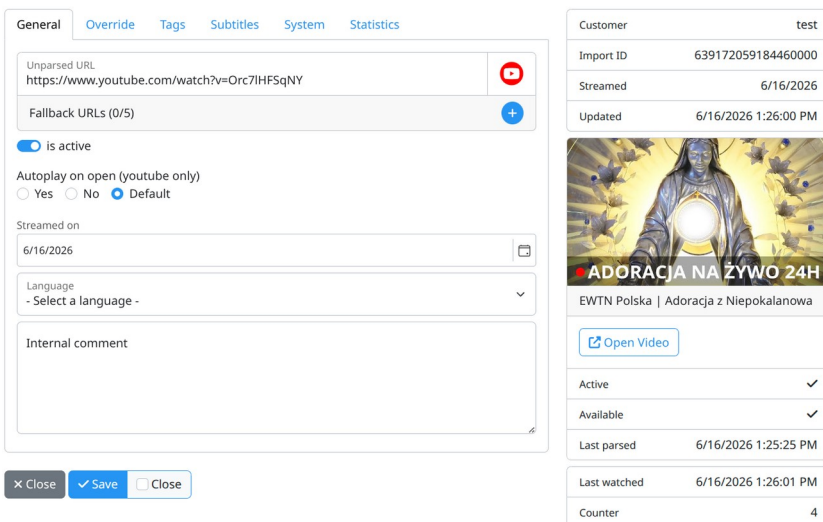 General Override Tags Subtitles System Statistics
Unparsed URL
https://www.youtube.com/watch?v=Orc7lHFSqNY
Fallback URLs (0/5)
is active
Autoplay on open (youtube only)
Yes No Default
Streamed on
6/16/2026
Language
- Select a language -
Internal comment
Close Save Close
Customer test
Import ID 639172059184460000
Streamed 6/16/2026
Updated 6/16/2026 1:26:00 PM
ADORACJA NA ŻYWO 24H
EWTN Polska | Adoracja z Niepokalanowa
Open Video
Active
Available
Last parsed 6/16/2026 1:25:25 PM
Last watched 6/16/2026 1:26:01 PM
Counter 4